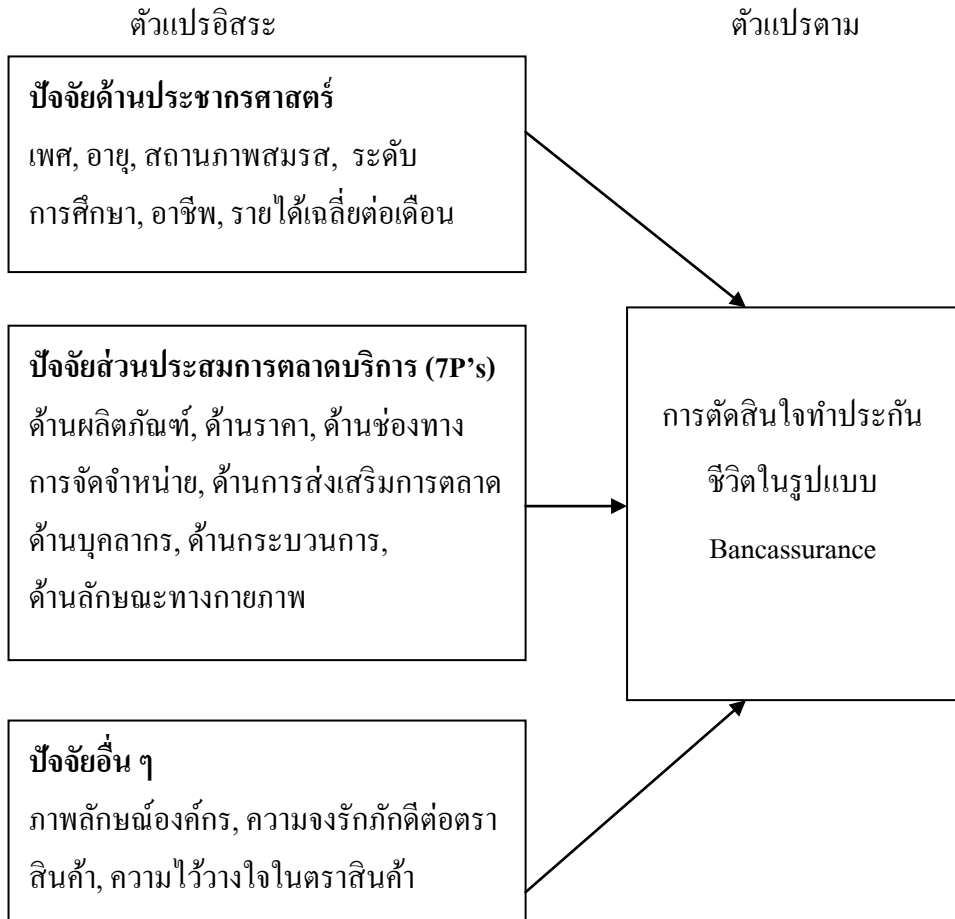 ตัวแปรอิสระ
ตัวแปรตาม
ปัจจัยด้านประชากรศาสตร์
เพศ, อายุ, สถานภาพสมรส, ระดับ
การศึกษา, อาชีพ, รายได้เฉลี่ยต่อเดือน
ปัจจัยส่วนประสมการตลาดบริการ (7P’s)
ด้านผลิตภัณฑ์, ด้านราคา, ด้านช่องทาง
การจัดจำหน่าย, ด้านการส่งเสริมการตลาด
ด้านบุคลากร, ด้านกระบวนการ,
ด้านลักษณะทางกายภาพ
การตัดสินใจทำประกัน
ชีวิตในรูปแบบ
Bancassurance
ปัจจัยอื่น ๆ
ภาพลักษณ์องค์กร, ความจงรักภักดีต่อตรา
สินค้า, ความไว้วางใจในตราสินค้า